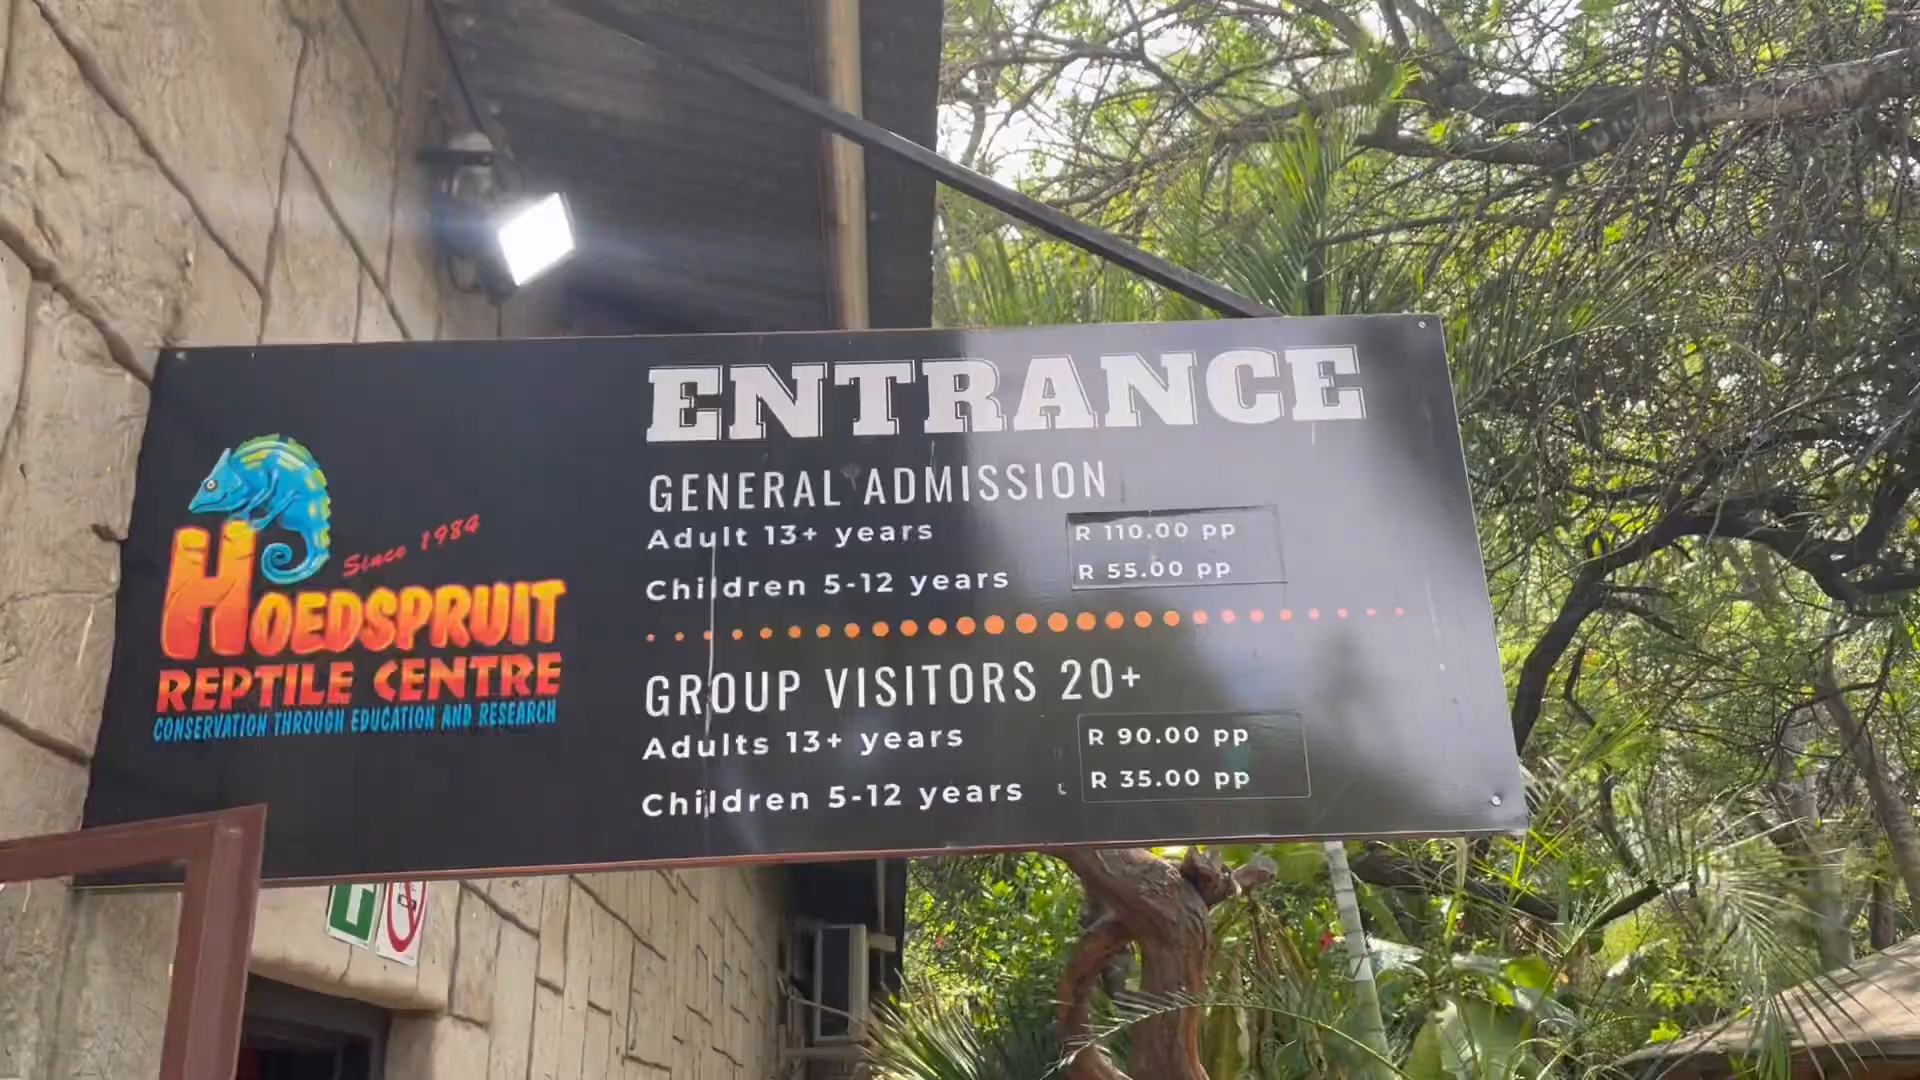 Since 1984
HOEDSPRUIT
REPTILE CENTRE
CONSERVATION THROUGH EDUCATION AND RESEARCH
ENTRANCE
GENERAL ADMISSION
Adult 13+ years R 110.00 pp
Children 5-12 years R 55.00 pp
GROUP VISITORS 20+
Adults 13+ years R 90.00 pp
Children 5-12 years R 35.00 pp